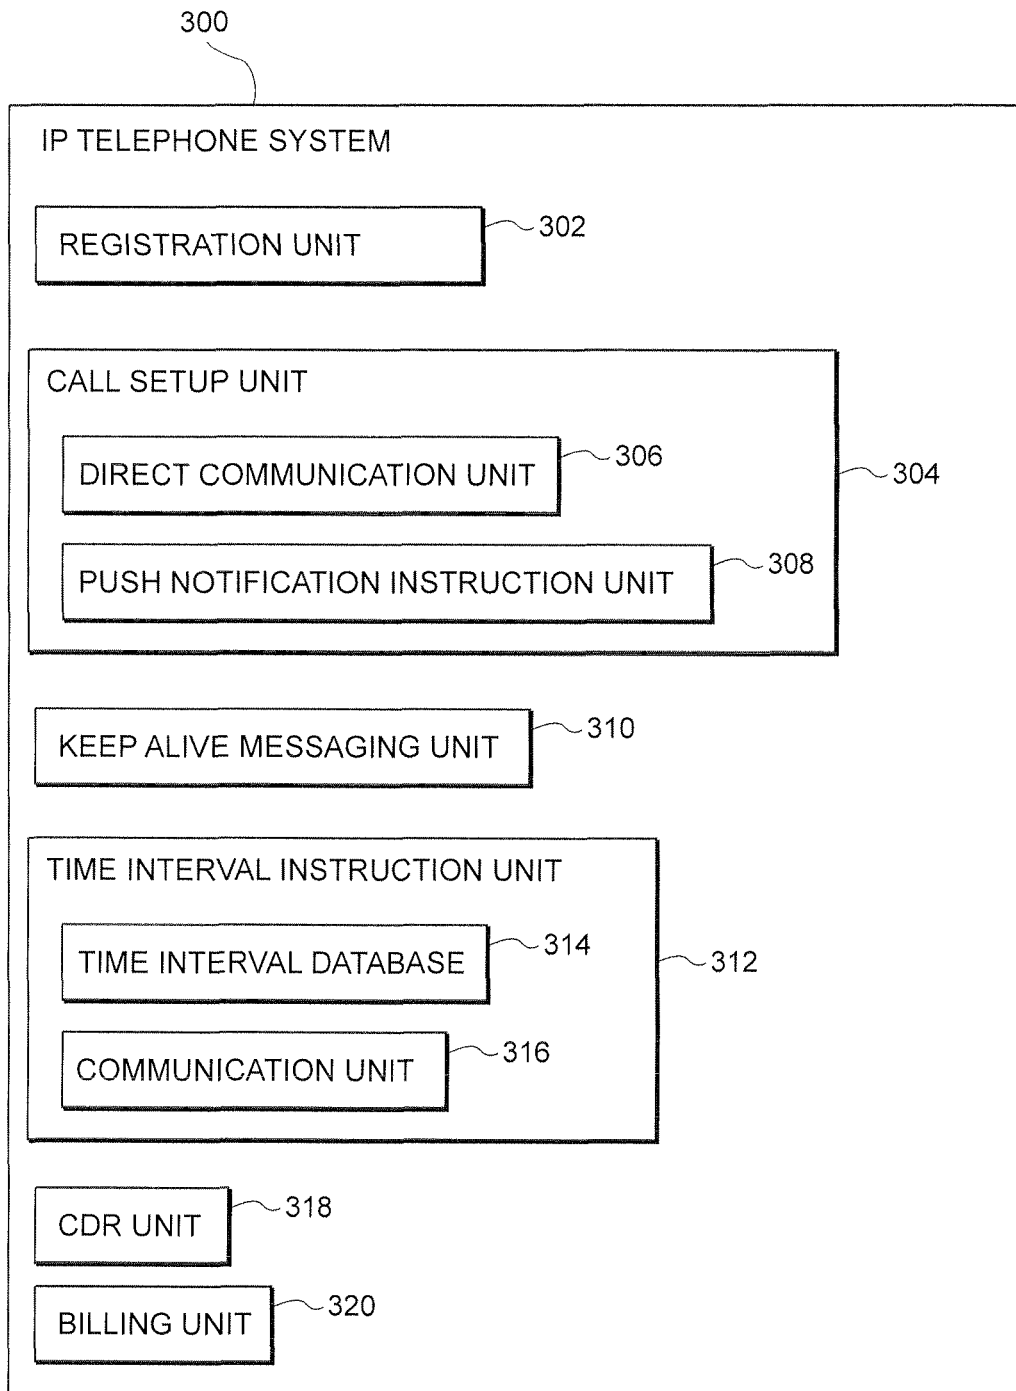 300
IP TELEPHONE SYSTEM
REGISTRATION UNIT
302
CALL SETUP UNIT
DIRECT COMMUNICATION UNIT
306
304
PUSH NOTIFICATION INSTRUCTION UNIT
308
KEEP ALIVE MESSAGING UNIT
310
TIME INTERVAL INSTRUCTION UNIT
TIME INTERVAL DATABASE
314
312
COMMUNICATION UNIT
316
CDR UNIT
318
BILLING UNIT
320